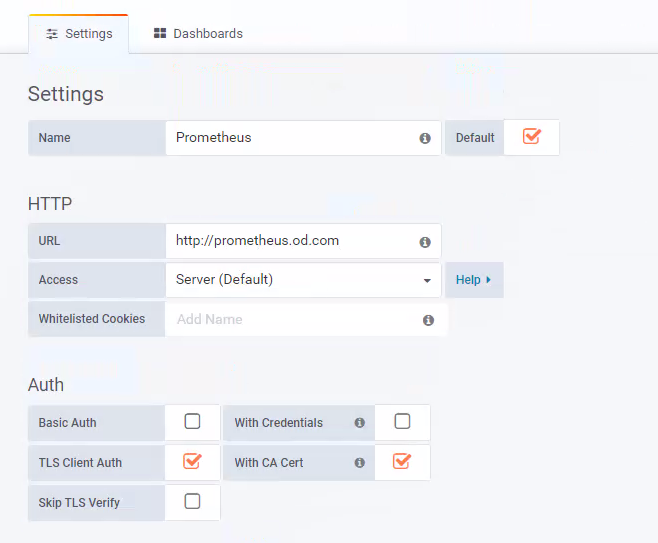 Settings Dashboards
Settings
Name Prometheus Default
HTTP
URL http://prometheus.od.com
Access Server (Default) Help
Whitelisted Cookies Add Name
Auth
Basic Auth With Credentials
TLS Client Auth With CA Cert
Skip TLS Verify